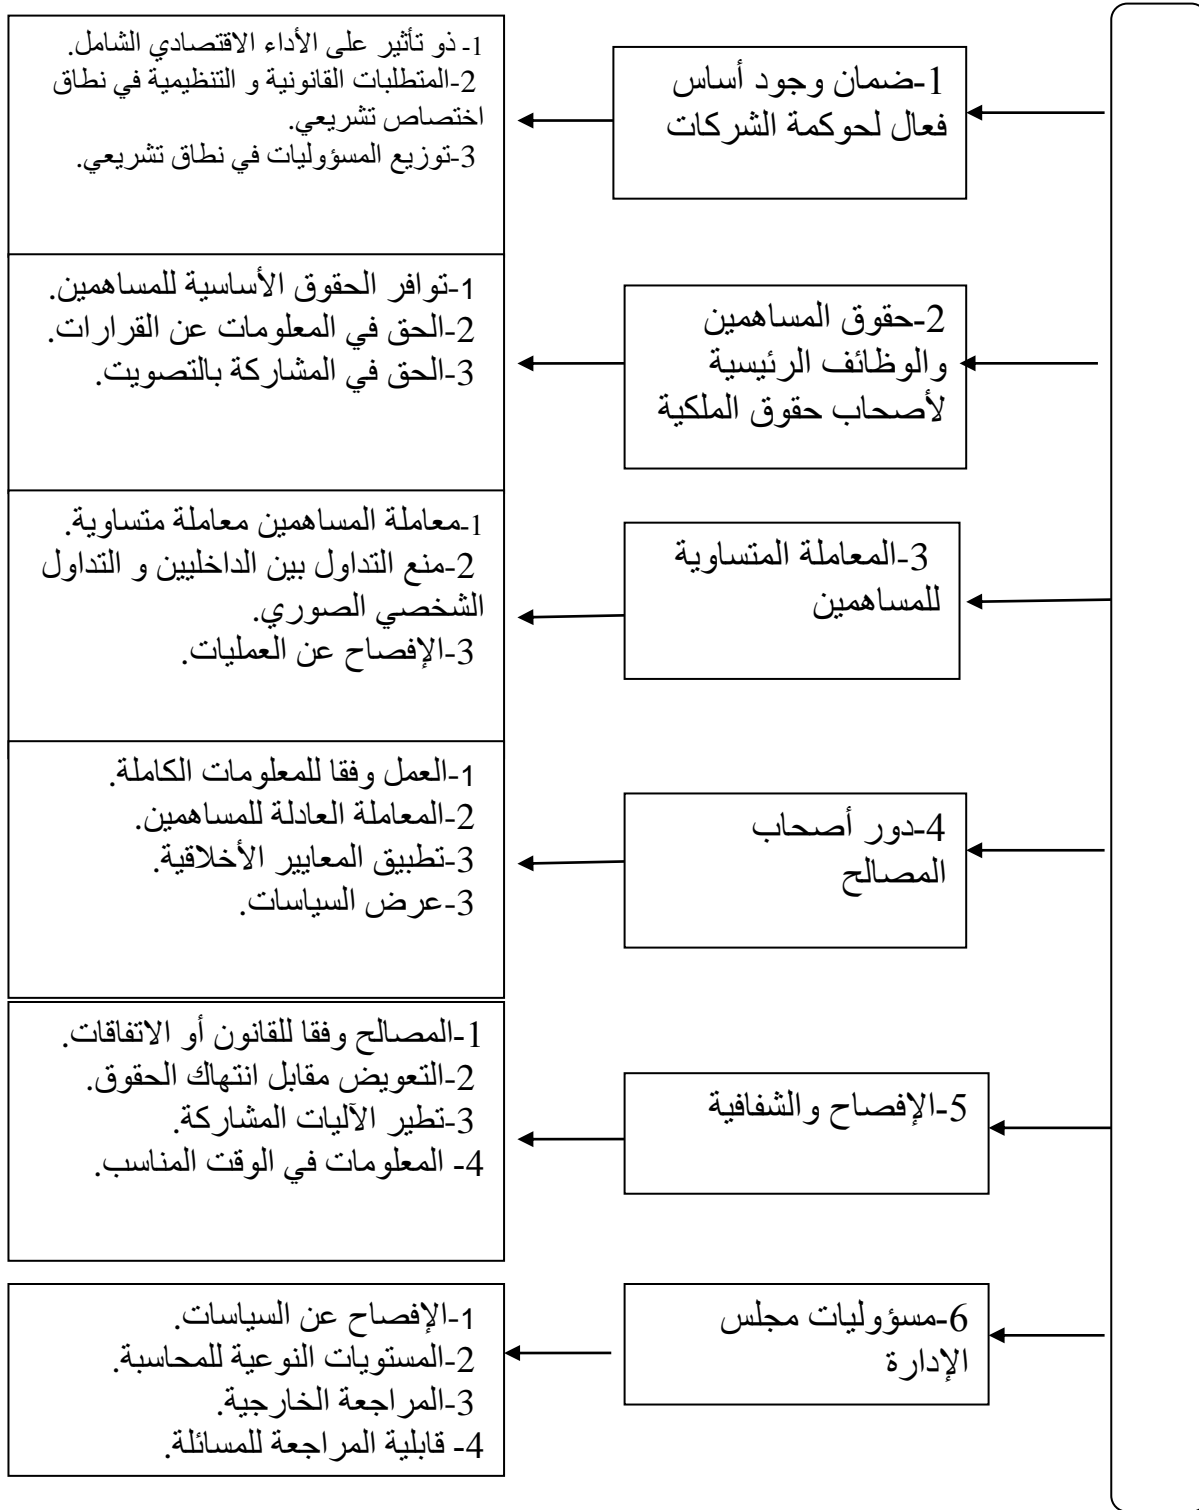 1-ضمان وجود أساس
فعال لحوكمة الشركات
1- ذو تأثير على الأداء الاقتصادي الشامل.
2-المتطلبات القانونية و التنظيمية في نطاق
اختصاص تشريعي.
3-توزيع المسؤوليات في نطاق تشريعي.
2-حقوق المساهمين
والوظائف الرئيسية
لأصحاب حقوق الملكية
1-توافر الحقوق الأساسية للمساهمين.
2-الحق في المعلومات عن القرارات.
3-الحق في المشاركة بالتصويت.
3-المعاملة المتساوية
للمساهمين
1-معاملة المساهمين معاملة متساوية.
2-منع التداول بين الداخليين و التداول
الشخصي الصوري.
3-الإفصاح عن العمليات.
4-دور أصحاب
المصالح
1-العمل وفقا للمعلومات الكاملة.
2-المعاملة العادلة للمساهمين.
3-تطبيق المعايير الأخلاقية.
3-عرض السياسات.
5-الإفصاح والشفافية
1-المصالح وفقا للقانون أو الاتفاقات.
2-التعويض مقابل انتهاك الحقوق.
3-تطير الآليات المشاركة.
4- المعلومات في الوقت المناسب.
6-مسؤوليات مجلس
الإدارة
1-الإفصاح عن السياسات.
2-المستويات النوعية للمحاسبة.
3-المراجعة الخارجية.
4- قابلية المراجعة للمسائلة.